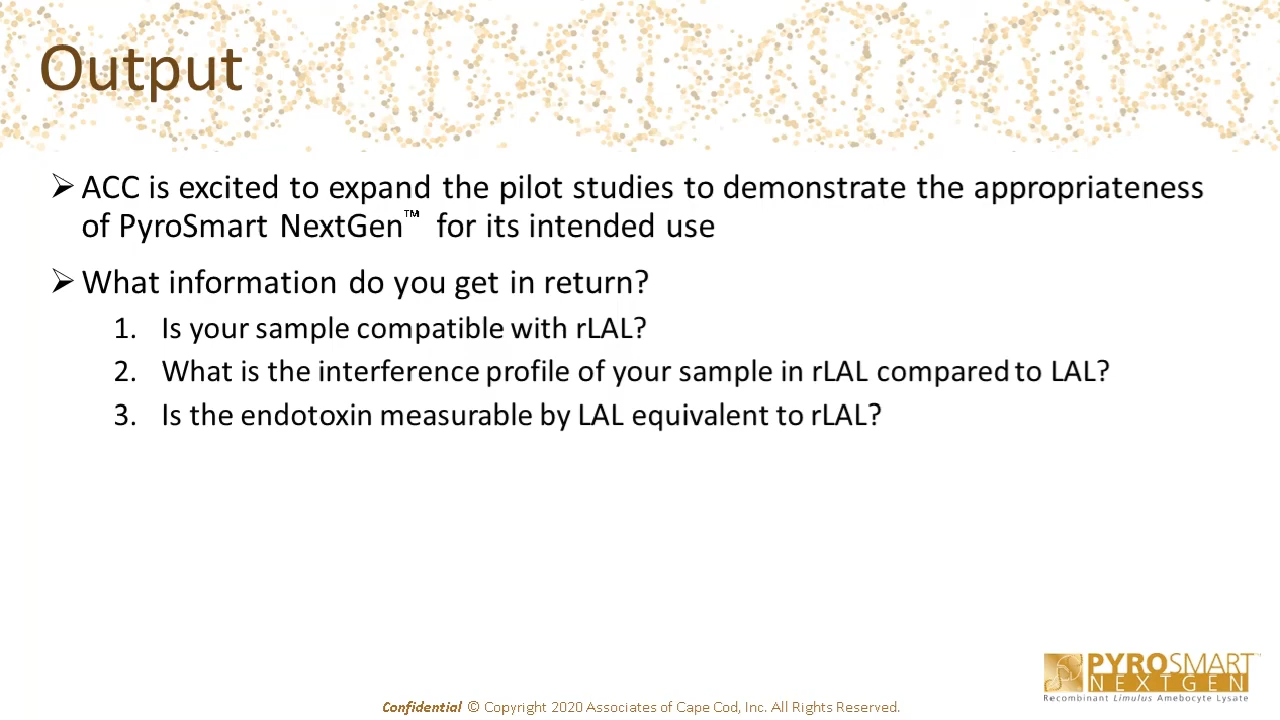 Output
➢ ACC is excited to expand the pilot studies to demonstrate the appropriateness
of PyroSmart NextGen™ for its intended use
➢ What information do you get in return?
1. Is your sample compatible with rLAL?
2. What is the interference profile of your sample in rLAL compared to LAL?
3. Is the endotoxin measurable by LAL equivalent to rLAL?
PYROSMART™
NEXTGEN
Recombinant Limulus Amebocyte Lysate
Confidential © Copyright 2020 Associates of Cape Cod, Inc. All Rights Reserved.